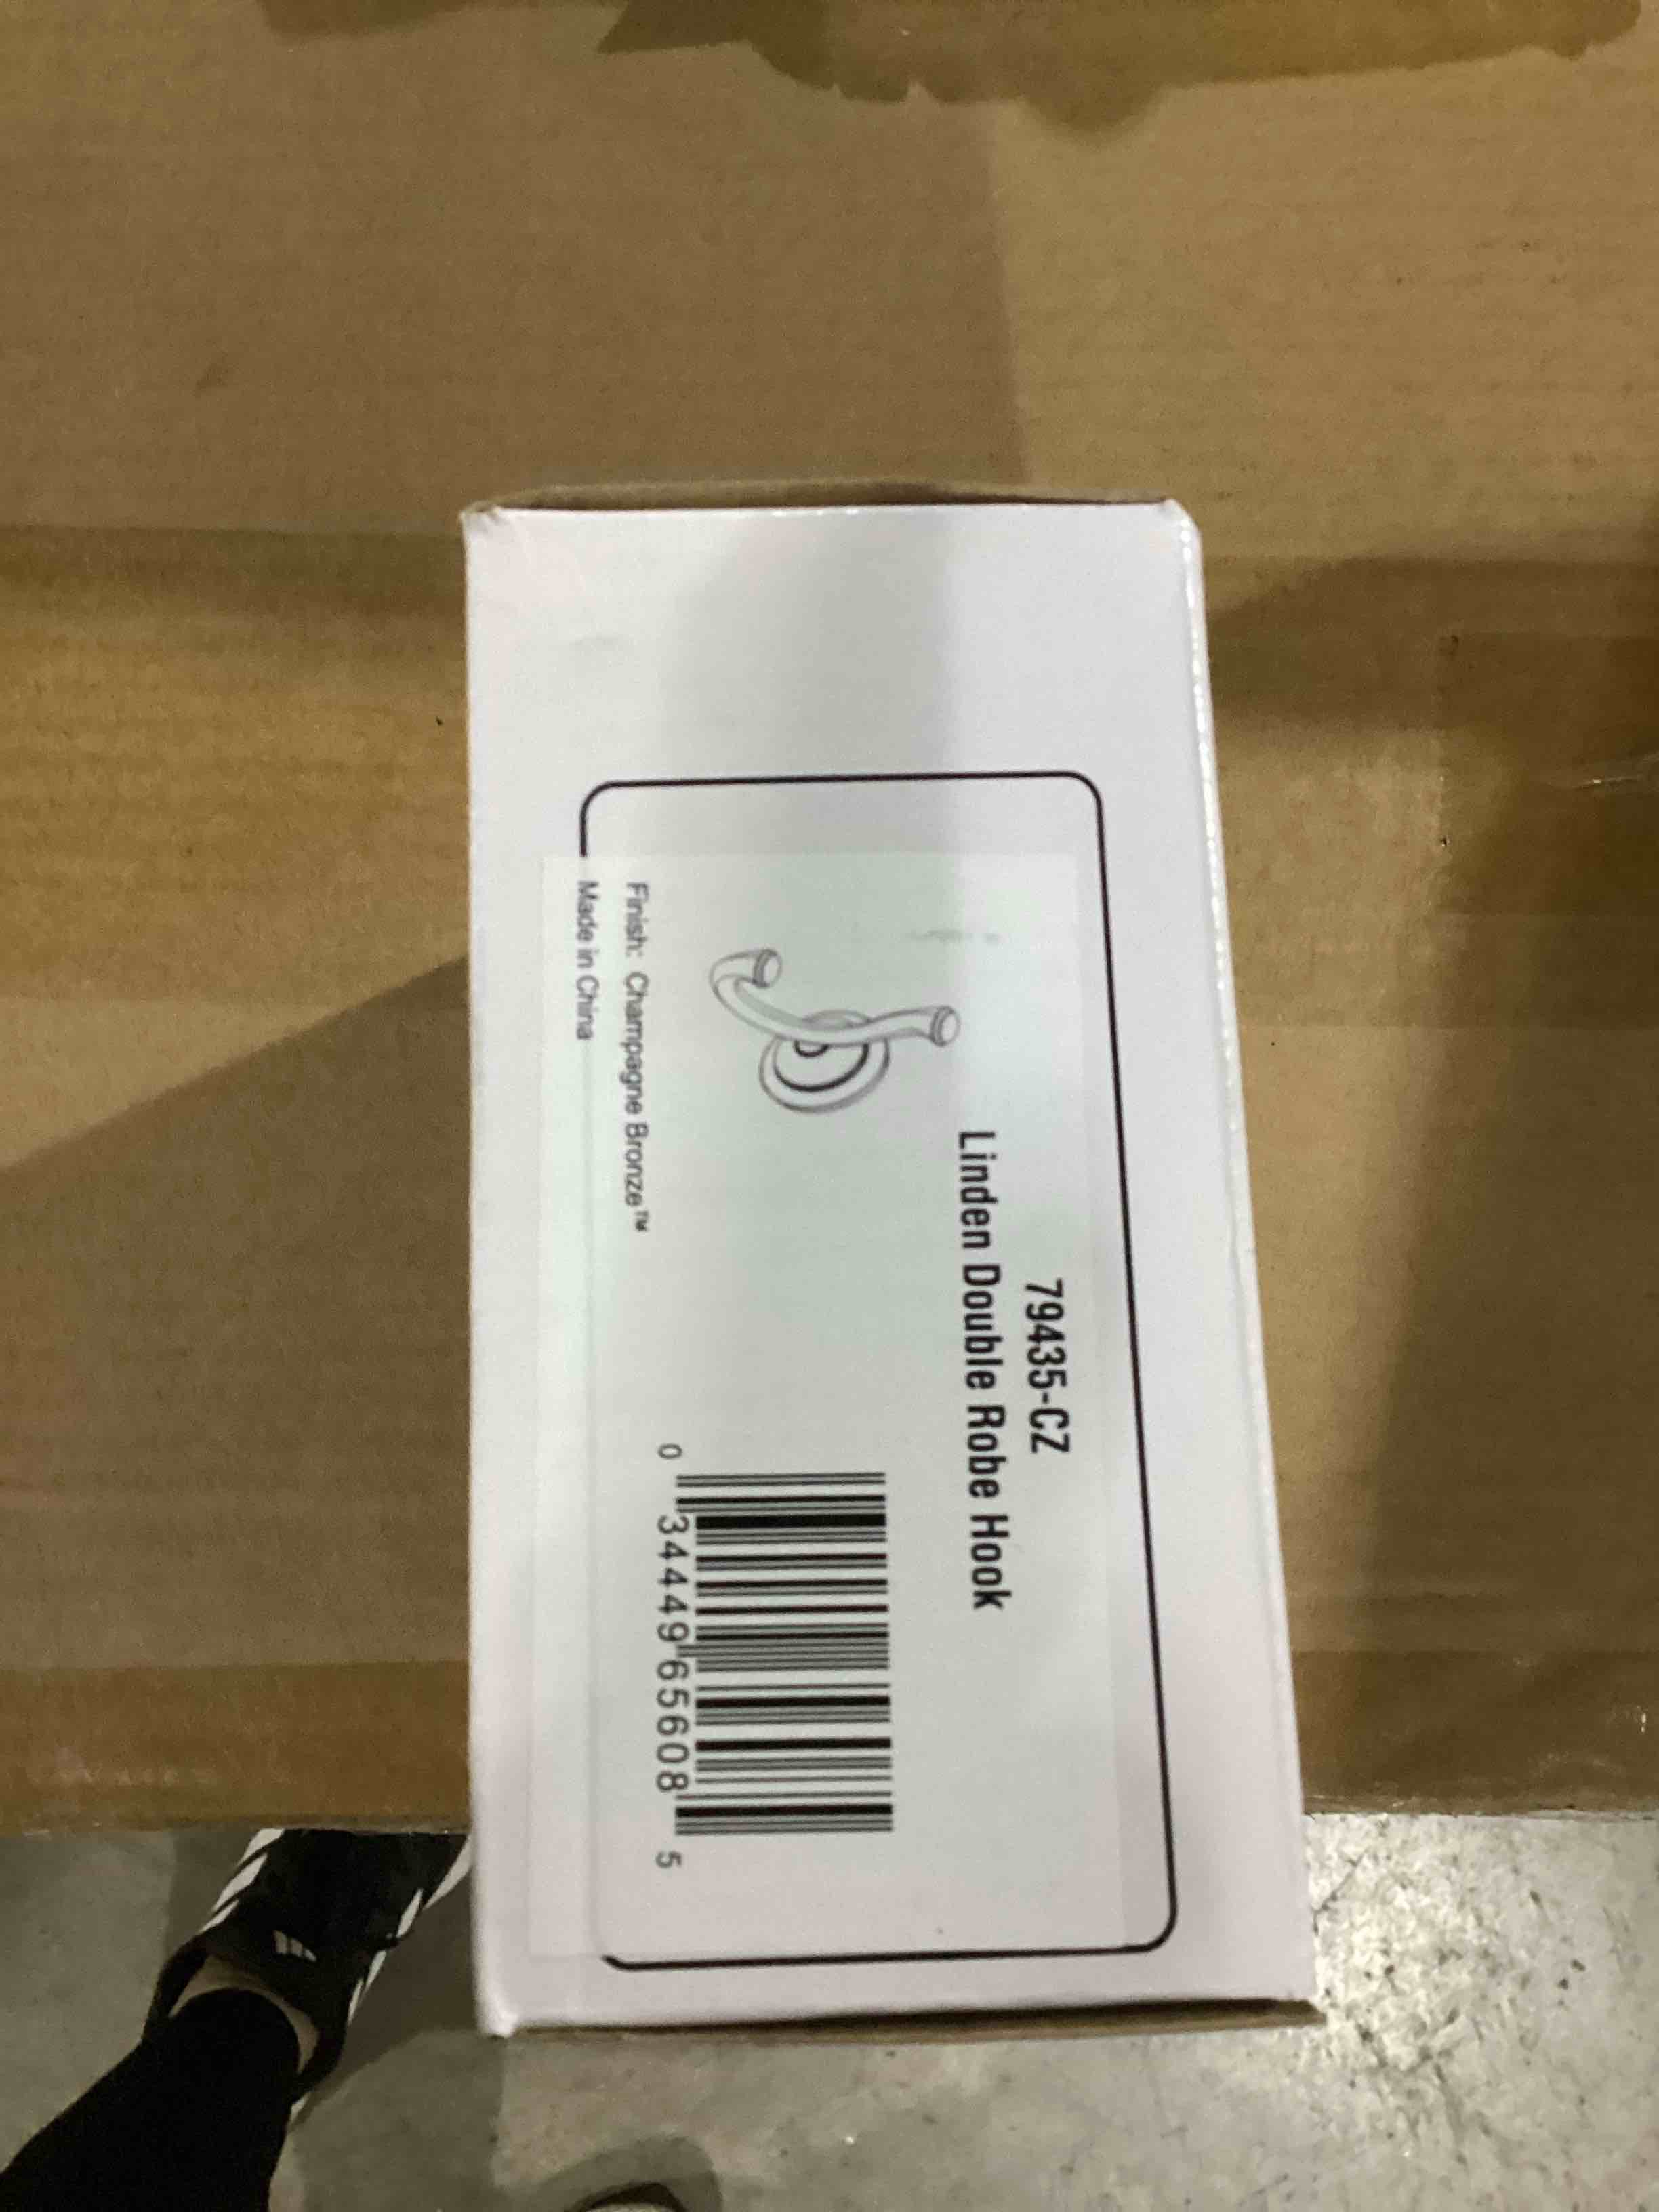 79435-CZ
Linden Double Robe Hook
0 34449 65608 5
Finish: Champagne Bronze™
Made in China